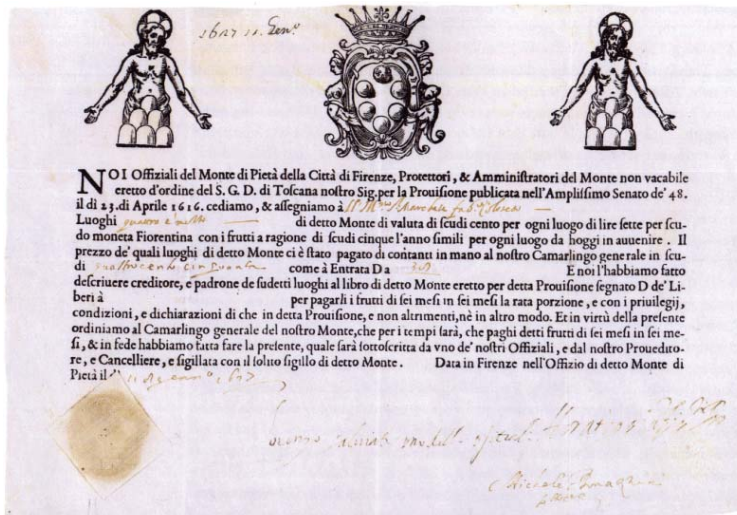 1627 11 Genº.
NOI Offiziali del Monte di Pietà della Città di Firenze, Protettori, & Amministratori del Monte non vacabile
eretto d'ordine del S. G. D. di Toscana nostro Sig. per la Prouisione publicata nell'Amplissimo Senato de' 48.
il dì 23. di Aprile 1616. cediamo, & assegniamo à
Luoghi di detto Monte di valuta di scudi cento per ogni luogo di lire sette per scu-
do moneta Fiorentina con i frutti a ragione di scudi cinque l'anno simili per ogni luogo da hoggi in auuenire. Il
prezzo de' quali luoghi di detto Monte ci è stato pagato di contanti in mano al nostro Camarlingo generale in scu-
di come à Entrata D a E noi l'habbiamo fatto
descriuere creditore, e padrone de sudetti luoghi al libro di detto Monte eretto per detta Prouisione segnato D de' Li-
beri à per pagarli i frutti di sei mesi in sei mesi la rata porzione, e con i priuilegij,
condizioni, e dichiarazioni di che in detta Prouisione, e non altrimenti, nè in altro modo. Et in virtù della presente
ordiniamo al Camarlingo generale del nostro Monte, che per i tempi sarà, che paghi detti frutti di sei mesi in sei me-
si, & in fede habbiamo fatta fare la presente, quale sarà sottoscritta da vno de' nostri Offiziali, e dal nostro Proueditо-
re, e Cancelliere, e sigillata con il solito sigillo di detto Monte. Data in Firenze nell'Offizio di detto Monte di
Pietà il dì 11 1627